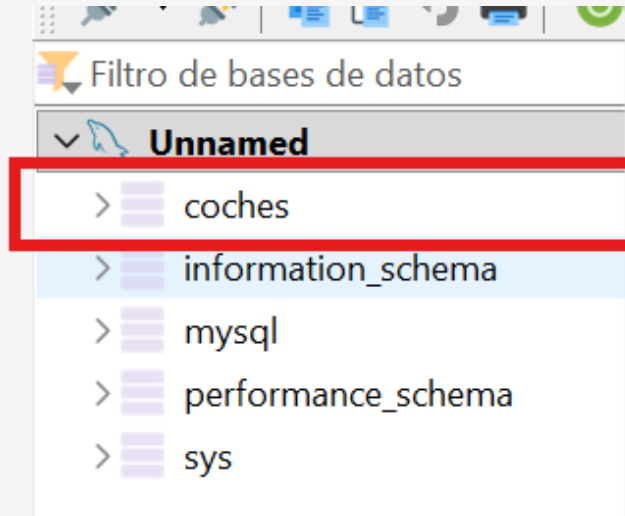 Filtro de bases de datos
Unnamed
coches
information_schema
mysql
performance_schema
sys